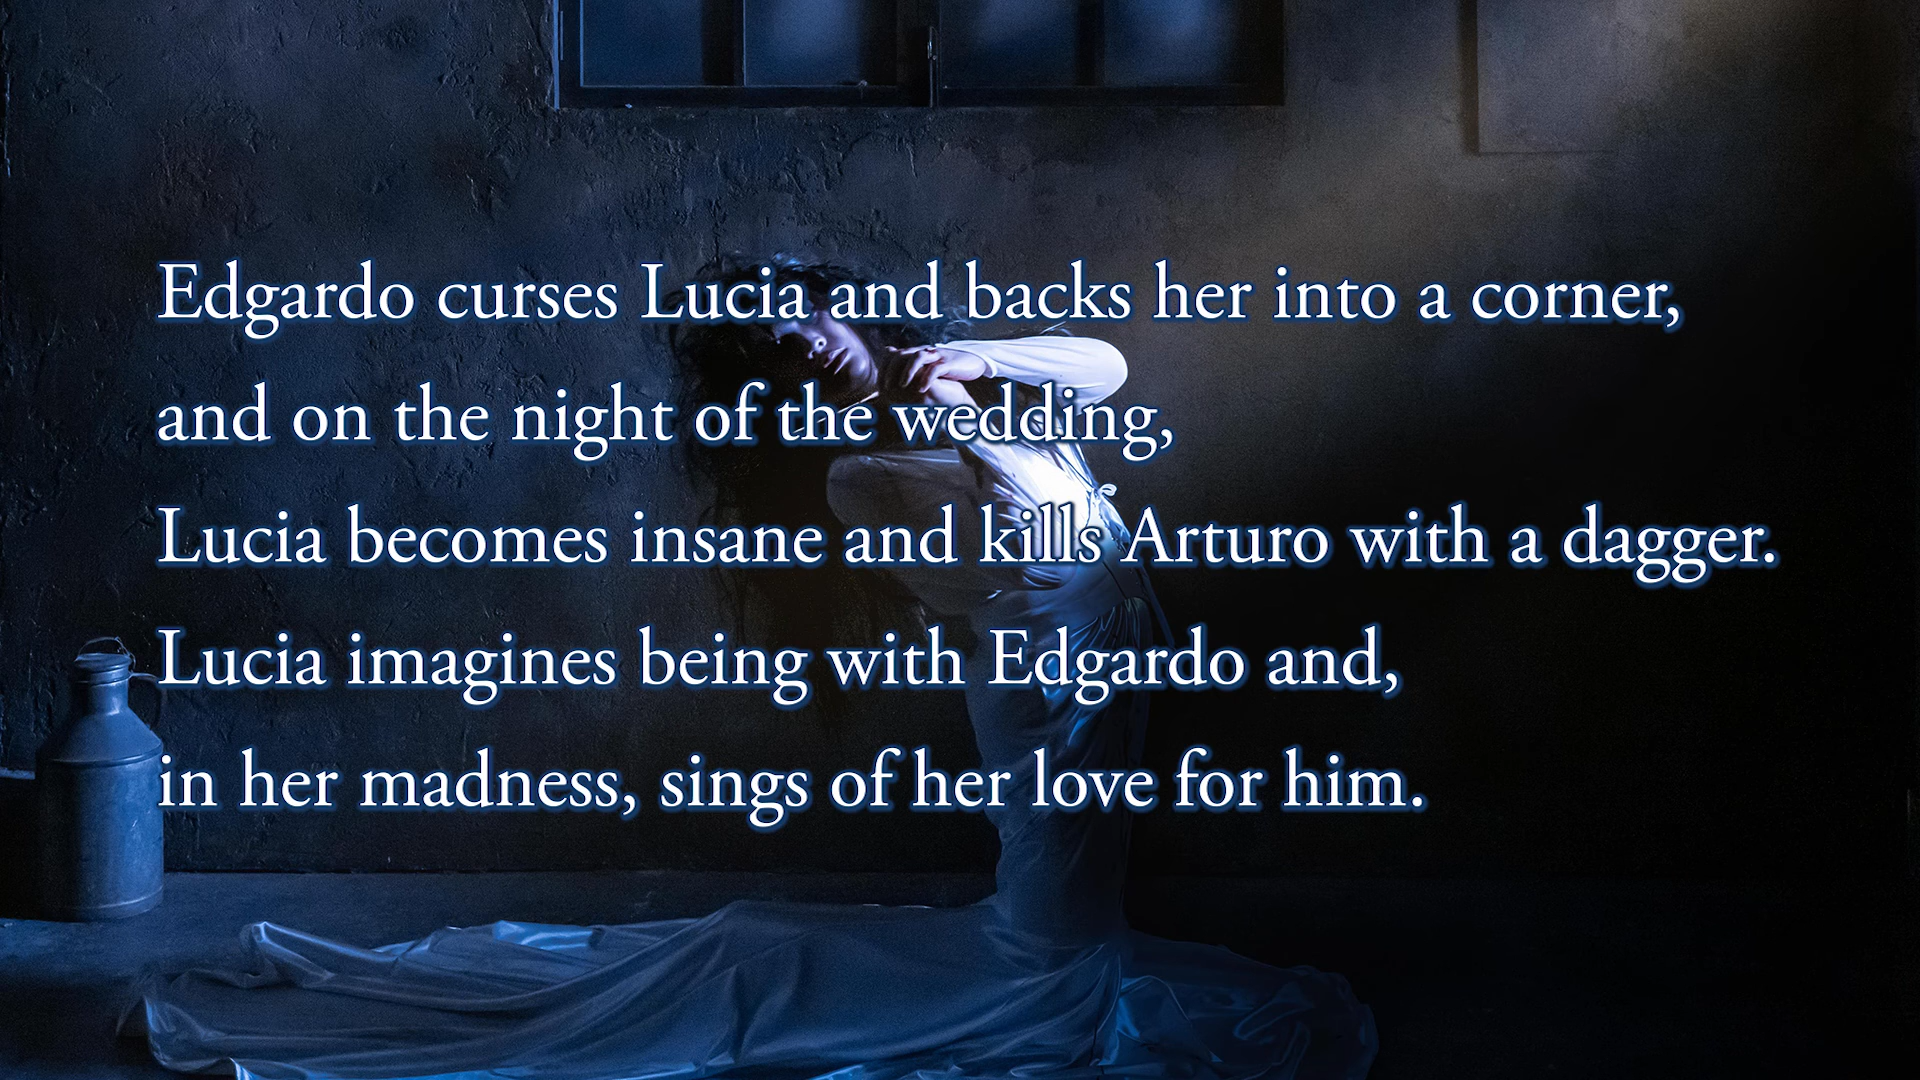 Edgardo curses Lucia and backs her into a corner,
and on the night of the wedding,
Lucia becomes insane and kills Arturo with a dagger.
Lucia imagines being with Edgardo and,
in her madness, sings of her love for him.